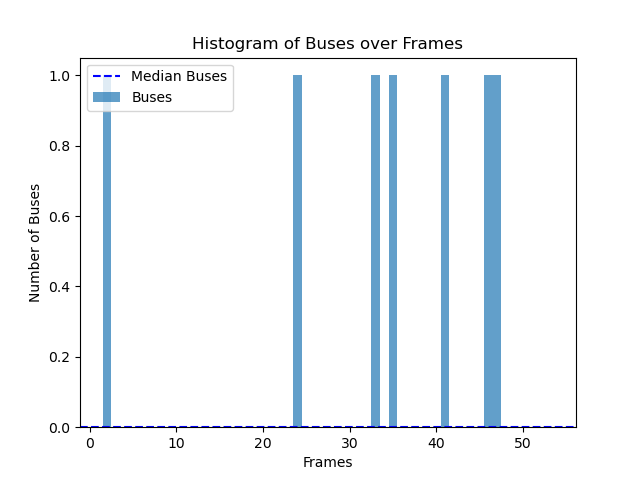 Histogram of Buses over Frames
Median Buses
Buses
Number of Buses
1.0
0.8
0.6
0.4
0.2
0.0
0 10 20 30 40 50
Frames